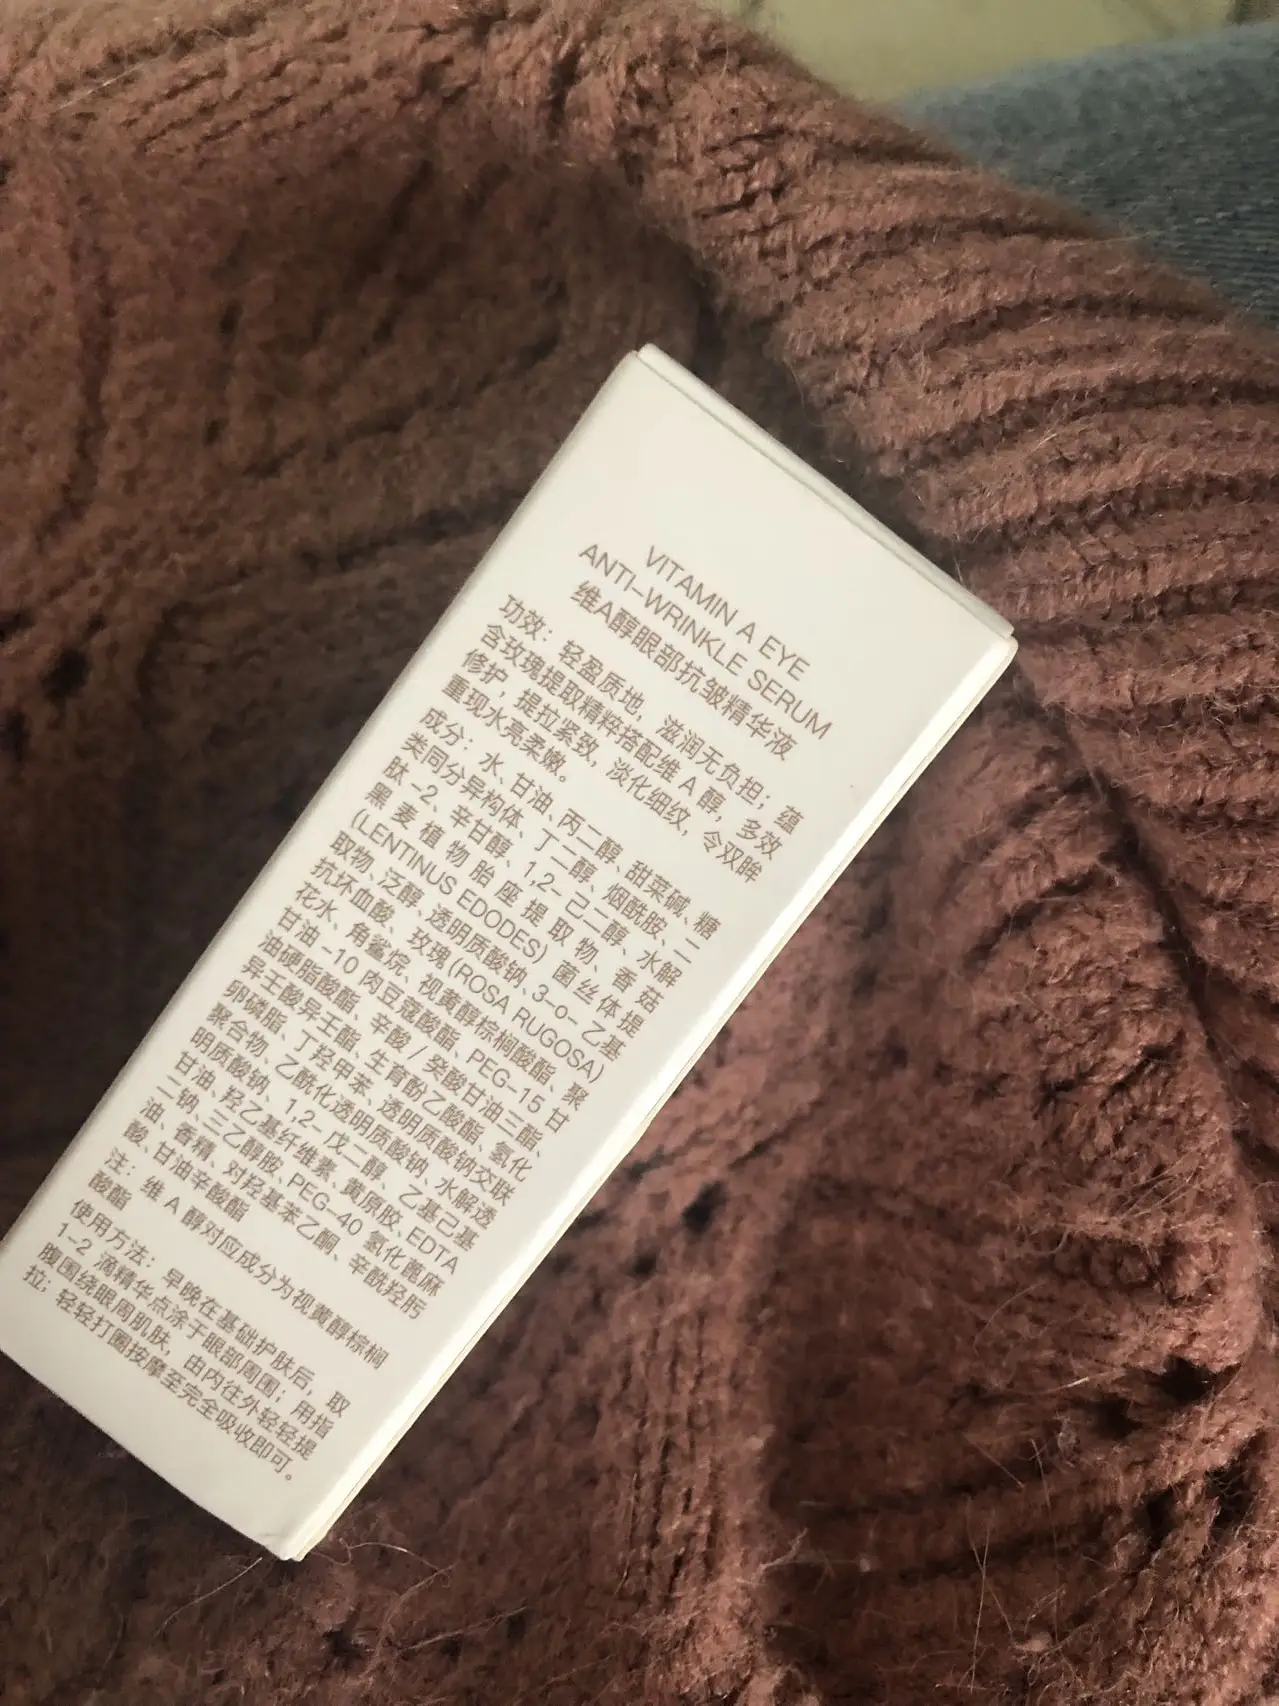 VITAMIN A EYE
ANTI-WRINKLE SERUM
维A醇眼部抗皱精华液
功效：轻盈质地，滋润无负担；蕴
含玫瑰提取精粹搭配维 A 醇，多效
修护，提拉紧致，淡化细纹，令双眸
重现水亮柔嫩。
成分：水、甘油、丙二醇、甜菜碱、糖
类同分异构体、丁二醇、烟酰胺、二
肽-2、辛甘醇、1,2-己二醇、水解
黑麦植物胎座提取物、香菇
(LENTINUS EDODES) 菌丝体提
取物、泛醇、透明质酸钠、3-o-乙基
抗坏血酸、玫瑰(ROSA RUGOSA)
花水、角鲨烷、视黄醇棕榈酸酯、聚
甘油-10 肉豆蔻酸酯、PEG-15 甘
油硬脂酸酯、辛酸/癸酸甘油三酯、
异壬酸异壬酯、生育酚乙酸酯、氢化
卵磷脂、丁羟甲苯、透明质酸钠交联
聚合物、乙酰化透明质酸钠、水解透
明质酸钠、1,2-戊二醇、乙基己基
甘油、羟乙基纤维素、黄原胶、EDTA
二钠、三乙醇胺、PEG-40 氢化蓖麻
油、香精、对羟基苯乙酮、辛酰羟肟
酸、甘油辛酸酯
注：维 A 醇对应成分为视黄醇棕榈
酸酯
使用方法：早晚在基础护肤后，取
1-2 滴精华点涂于眼部周围；用指
腹围绕眼周肌肤，由内往外轻轻提
拉；轻轻打圈按摩至完全吸收即可。